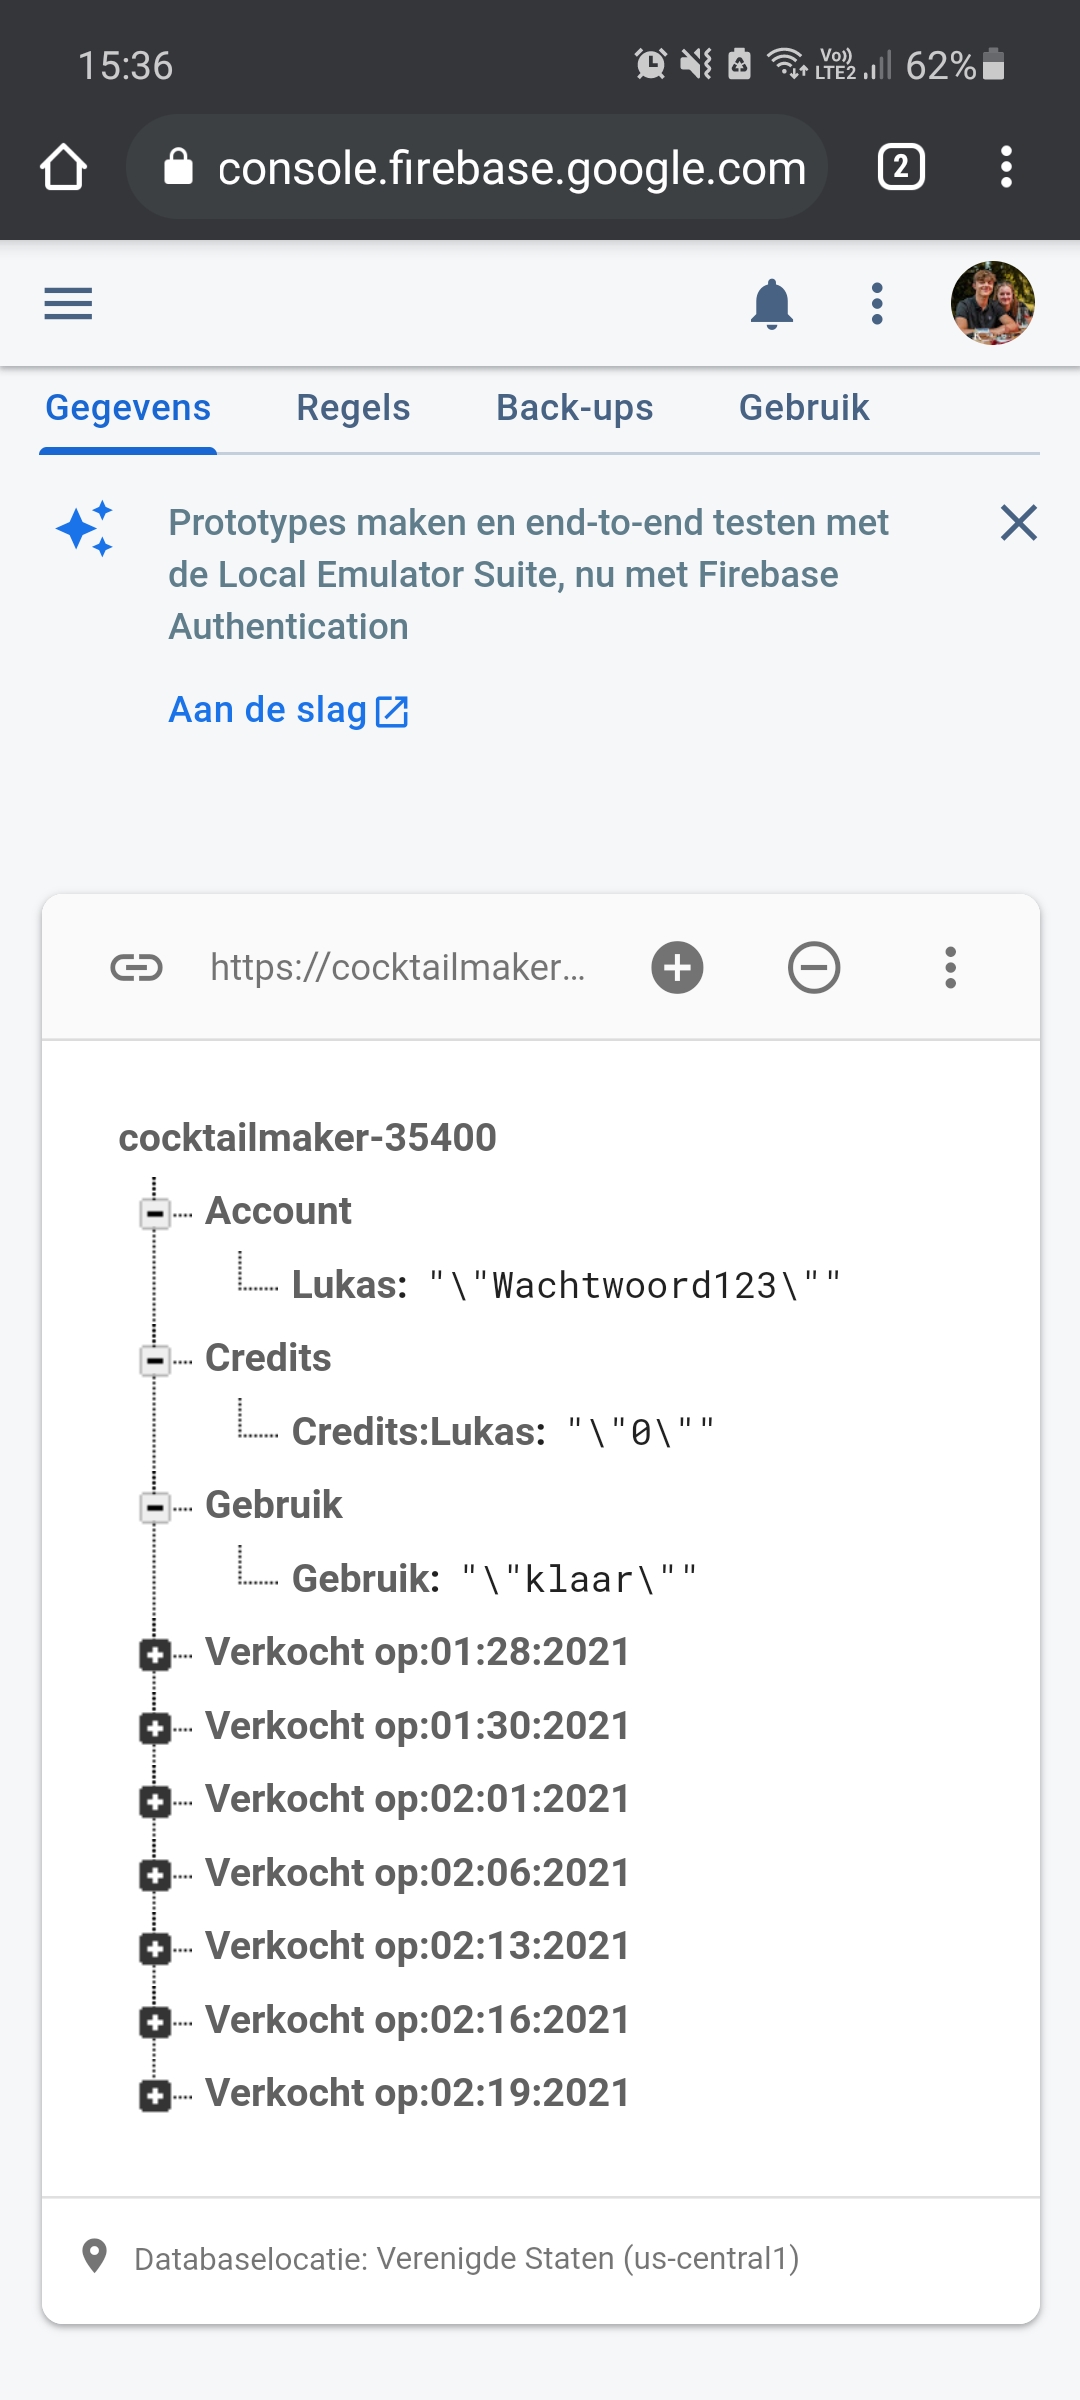 15:36
Vo)) LTE2 62%
console.firebase.google.com
2
Gegevens Regels Back-ups Gebruik
Prototypes maken en end-to-end testen met
de Local Emulator Suite, nu met Firebase
Authentication
Aan de slag
https://cocktailmaker...
cocktailmaker-35400
Account
Lukas: "\"Wachtwoord123\""
Credits
Credits:Lukas: "\"0\""
Gebruik
Gebruik: "\"klaar\""
Verkocht op:01:28:2021
Verkocht op:01:30:2021
Verkocht op:02:01:2021
Verkocht op:02:06:2021
Verkocht op:02:13:2021
Verkocht op:02:16:2021
Verkocht op:02:19:2021
Databaselocatie: Verenigde Staten (us-central1)